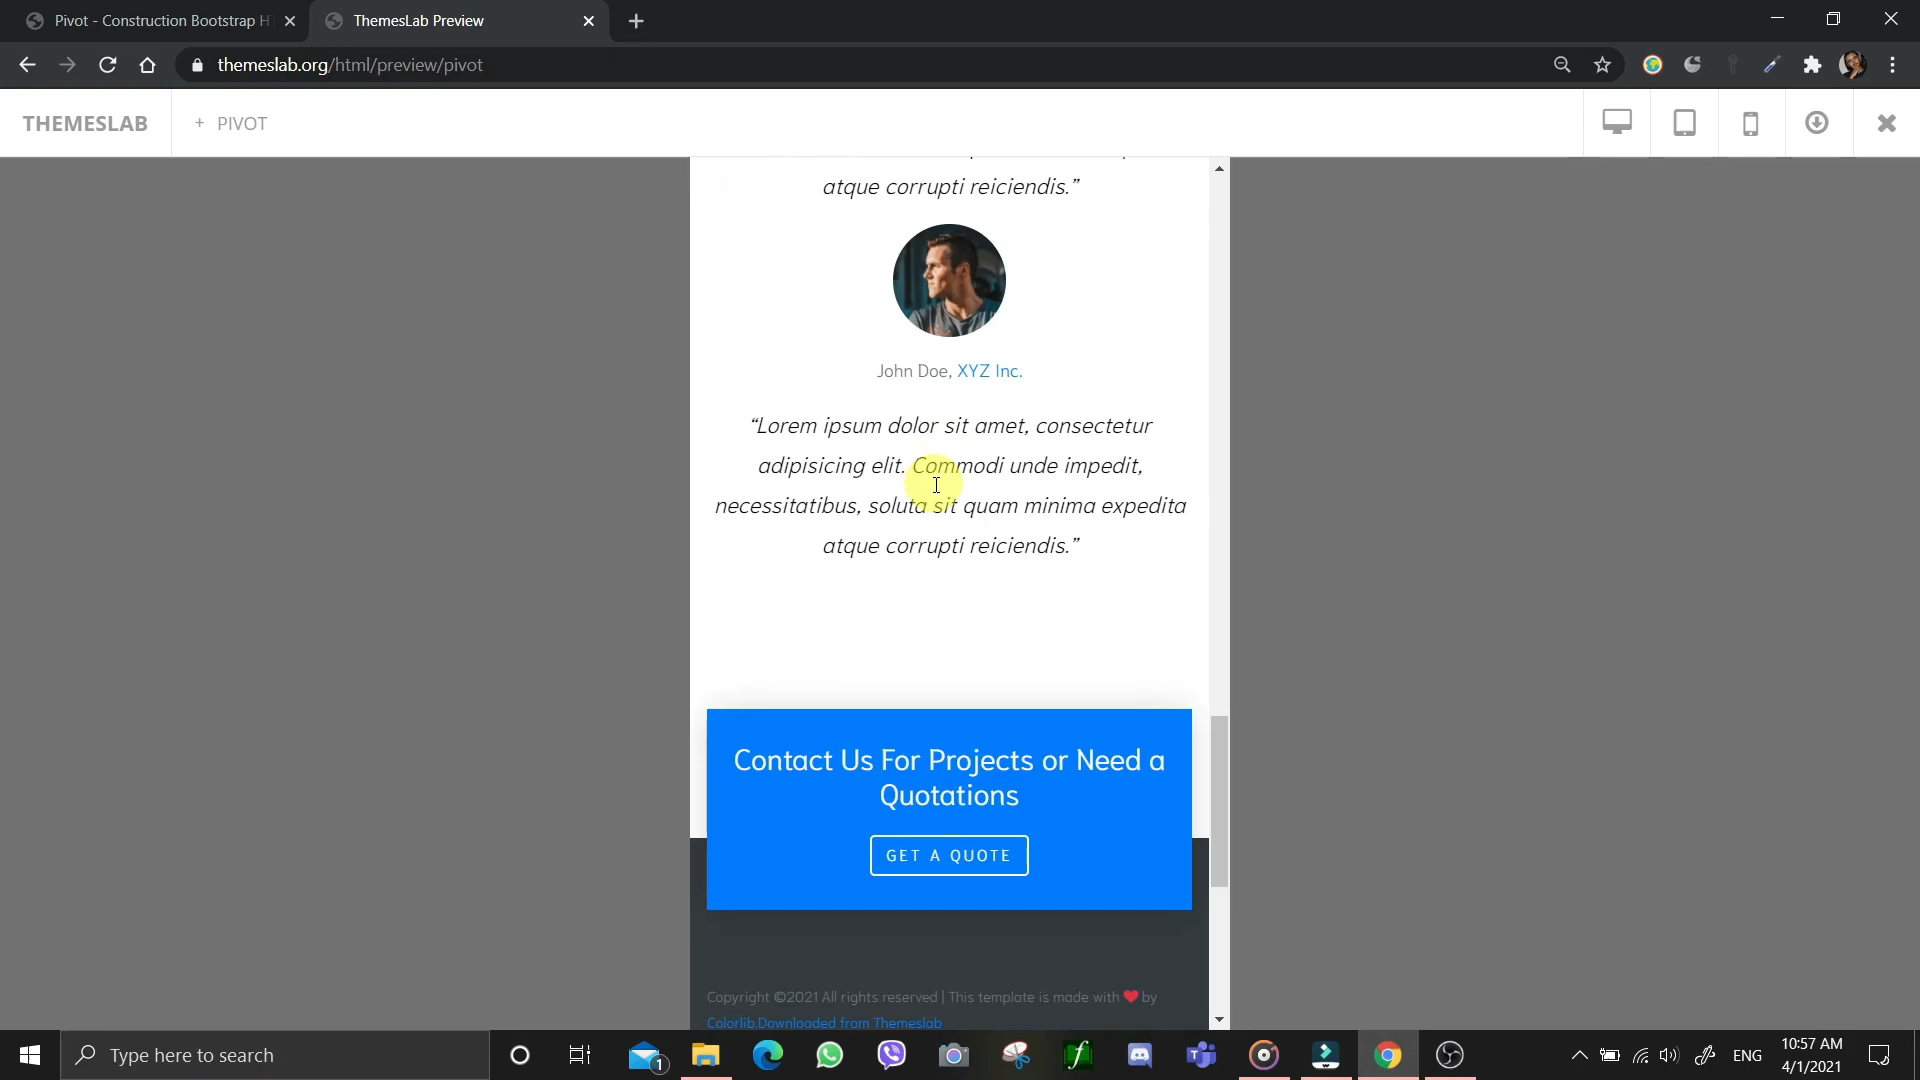 Pivot - Construction Bootstrap H
ThemesLab Preview
themeslab.org/html/preview/pivot
THEMESLAB
+ PIVOT
atque corrupti reiciendis.”
John Doe, XYZ Inc.
“Lorem ipsum dolor sit amet, consectetur
adipisicing elit. Commodi unde impedit,
necessitatibus, soluta sit quam minima expedita
atque corrupti reiciendis.”
Contact Us For Projects or Need a
Quotations
GET A QUOTE
Copyright ©2021 All rights reserved | This template is made with ❤ by
Colorlib.Downloaded from Themeslab
Type here to search
1
ENG
10:57 AM
4/1/2021